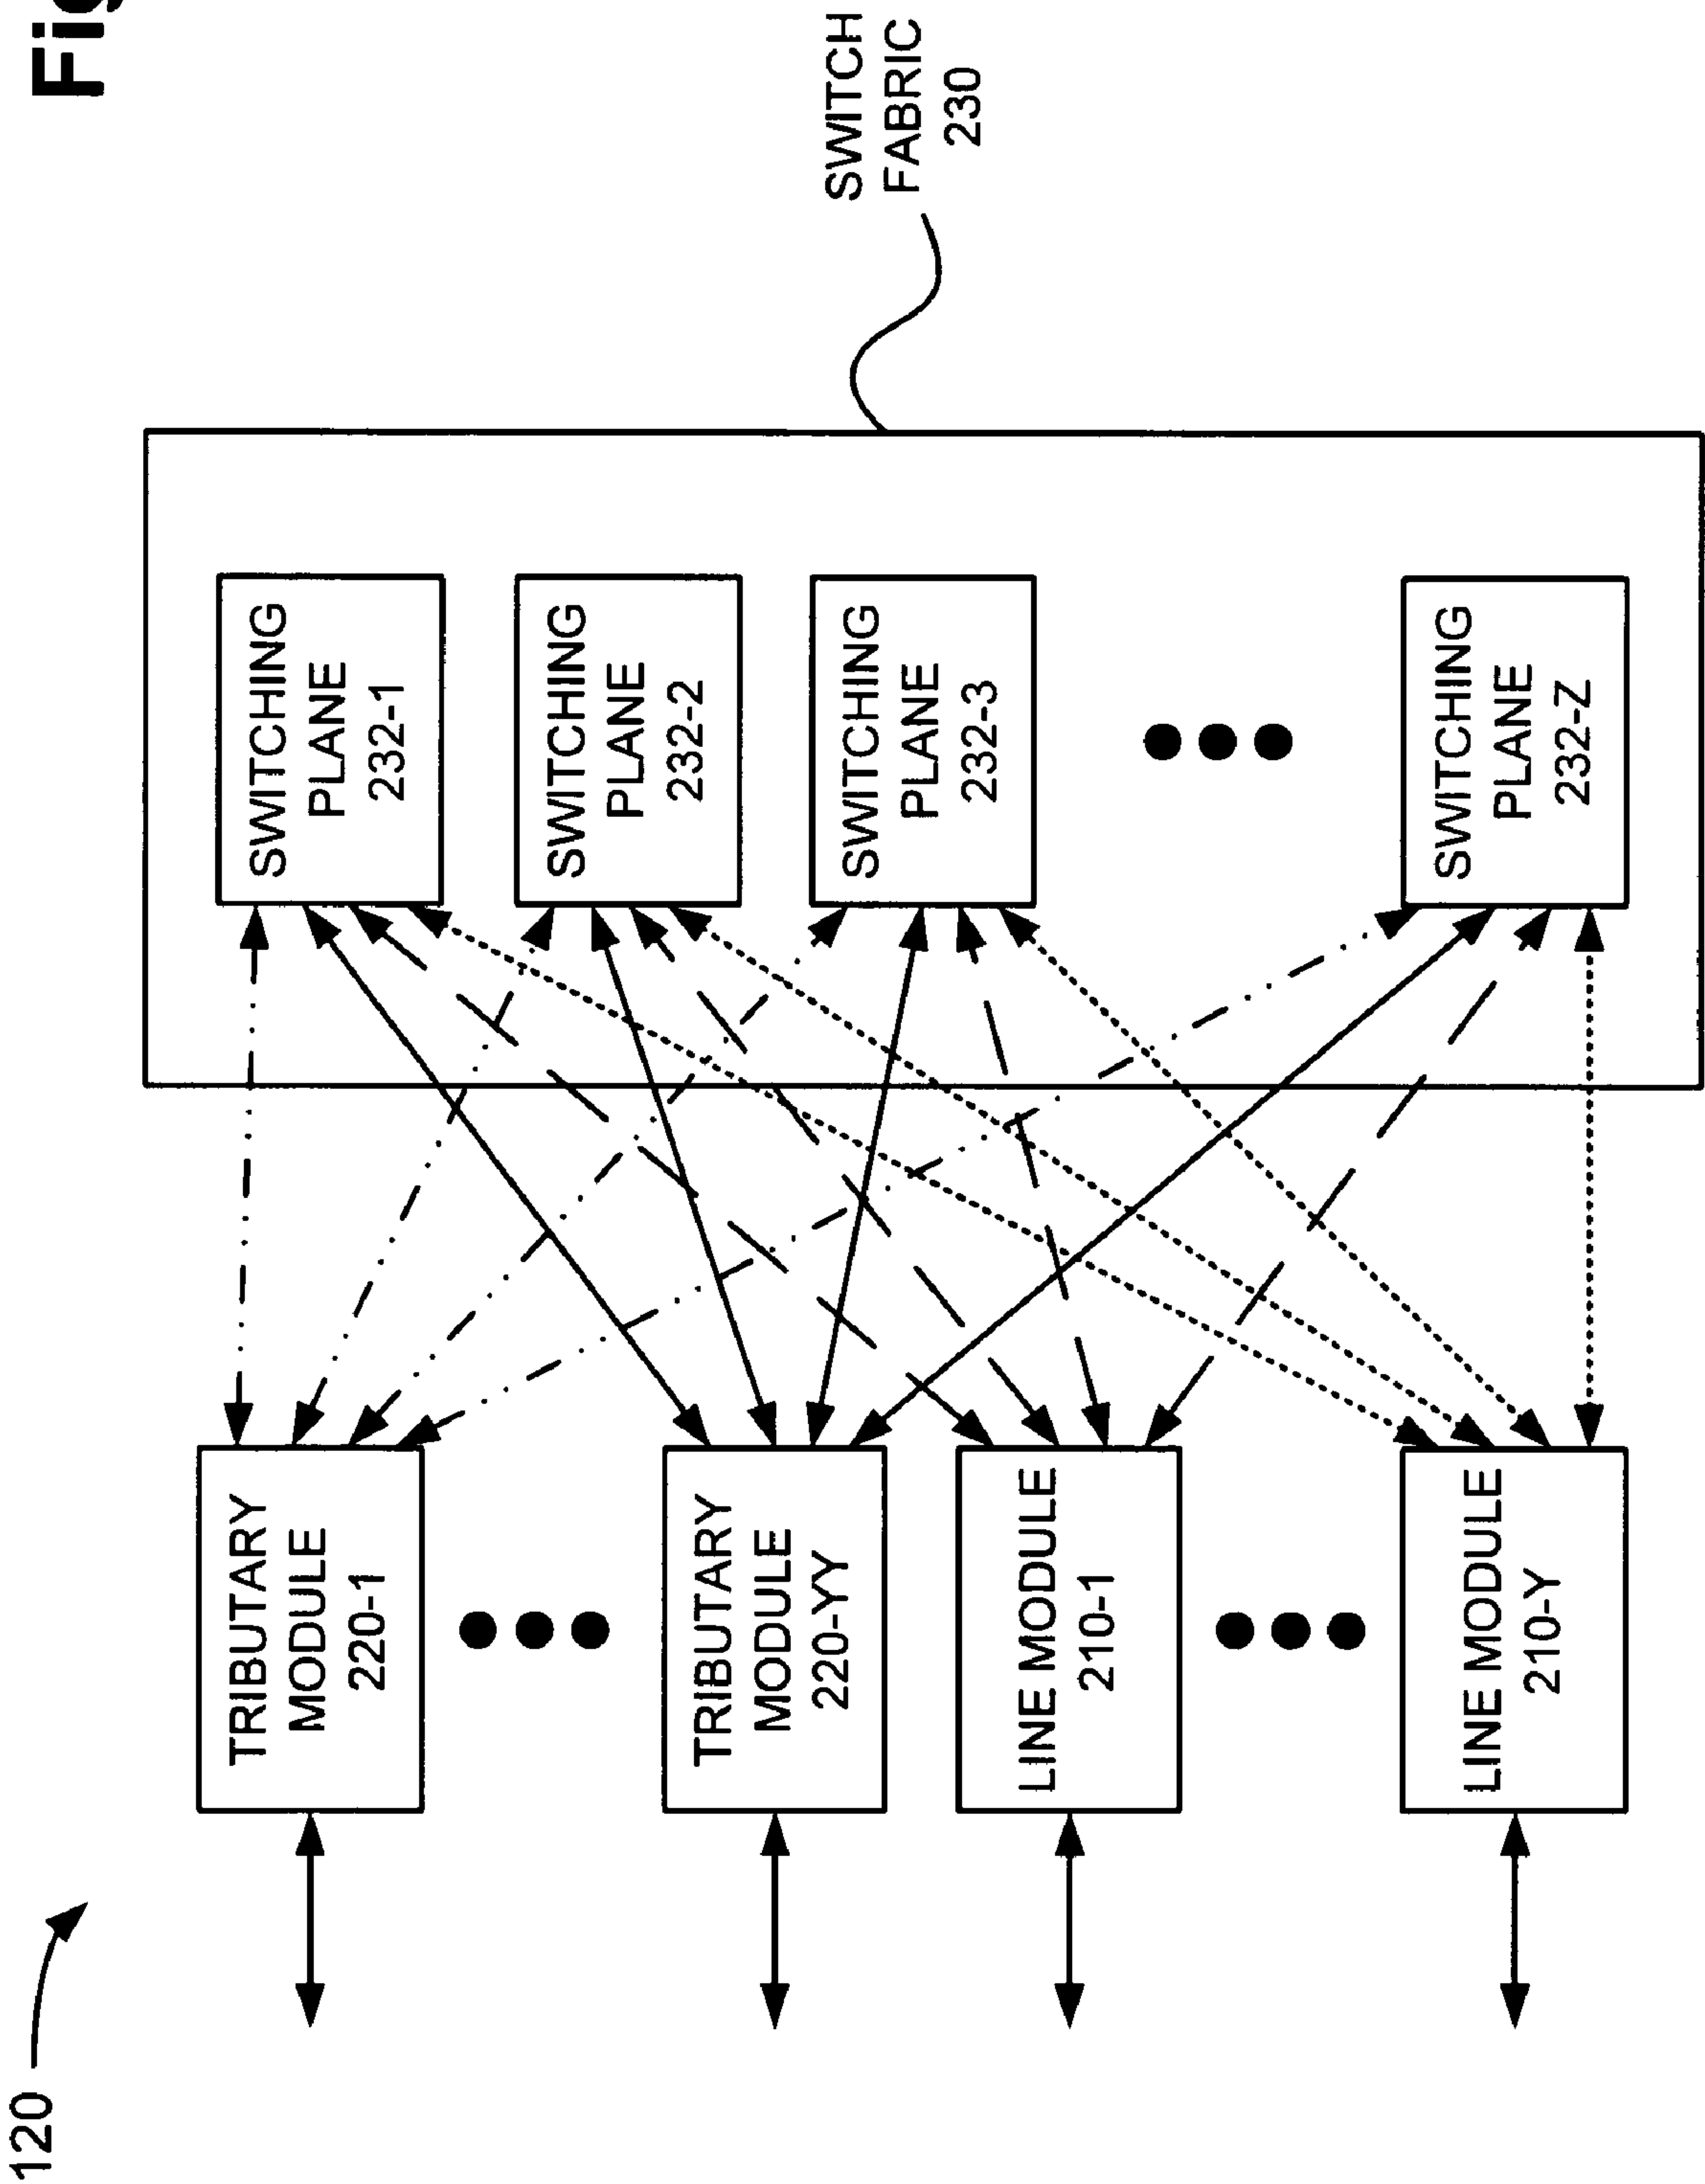 Fig
120
TRIBUTARY
MODULE
220-1
TRIBUTARY
MODULE
220-YY
LINE MODULE
210-1
LINE MODULE
210-Y
SWITCHING
PLANE
232-1
SWITCHING
PLANE
232-2
SWITCHING
PLANE
232-3
SWITCHING
PLANE
232-Z
SWITCH
FABRIC
230